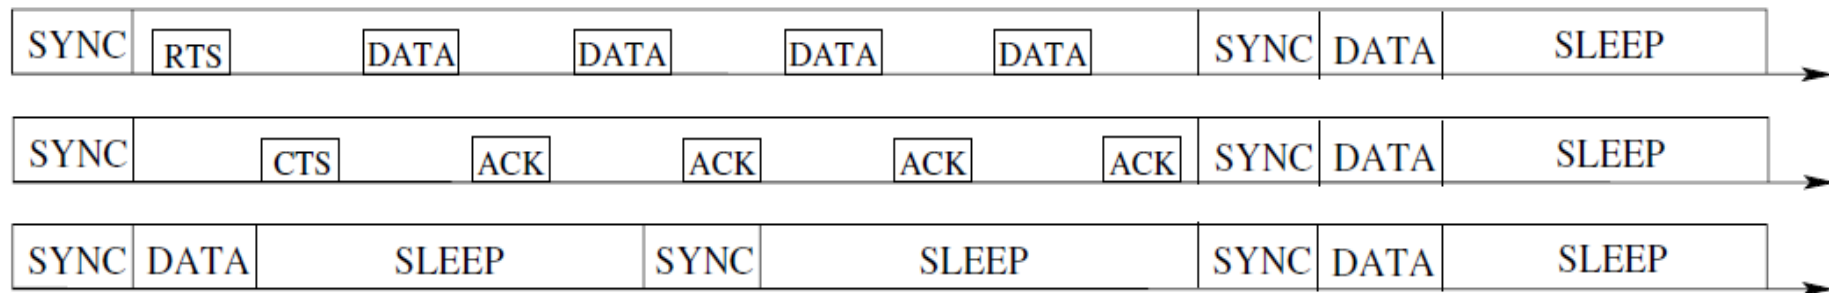 SYNC RTS DATA DATA DATA DATA SYNC DATA SLEEP
SYNC CTS ACK ACK ACK ACK SYNC DATA SLEEP
SYNC DATA SLEEP SYNC SLEEP SYNC DATA SLEEP